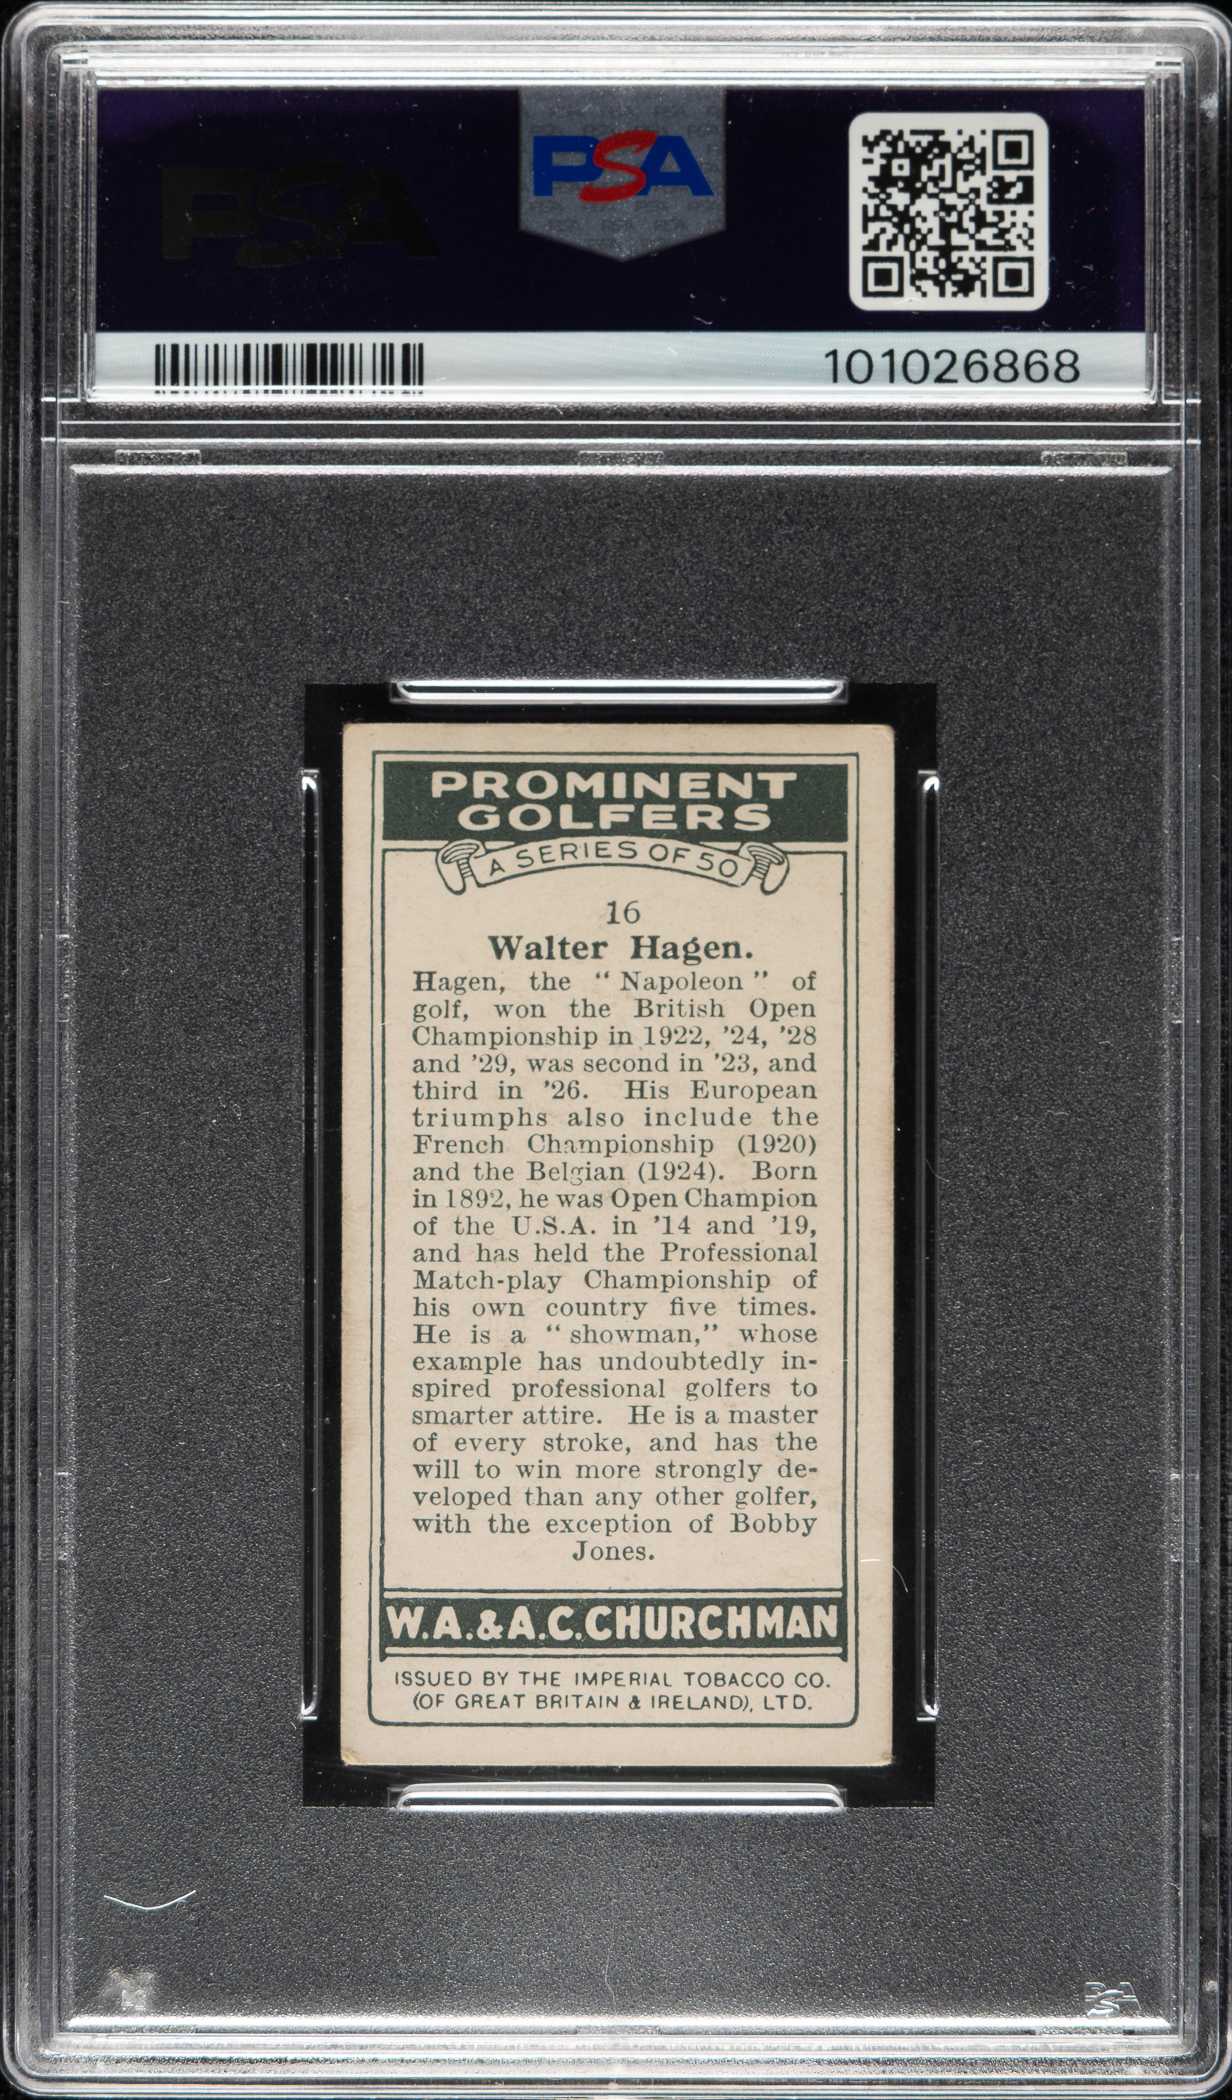 PSA
PSA
101026868
PROMINENT
GOLFERS
A SERIES OF 50
16
Walter Hagen.
Hagen, the “ Napoleon ” of
golf, won the British Open
Championship in 1922, ’24, ’28
and ’29, was second in ’23, and
third in ’26. His European
triumphs also include the
French Championship (1920)
and the Belgian (1924). Born
in 1892, he was Open Champion
of the U.S.A. in ’14 and ’19,
and has held the Professional
Match-play Championship of
his own country five times.
He is a “ showman,” whose
example has undoubtedly in-
spired professional golfers to
smarter attire. He is a master
of every stroke, and has the
will to win more strongly de-
veloped than any other golfer,
with the exception of Bobby
Jones.
W.A.&A.C.CHURCHMAN
ISSUED BY THE IMPERIAL TOBACCO CO.
(OF GREAT BRITAIN & IRELAND), LTD.
PSA